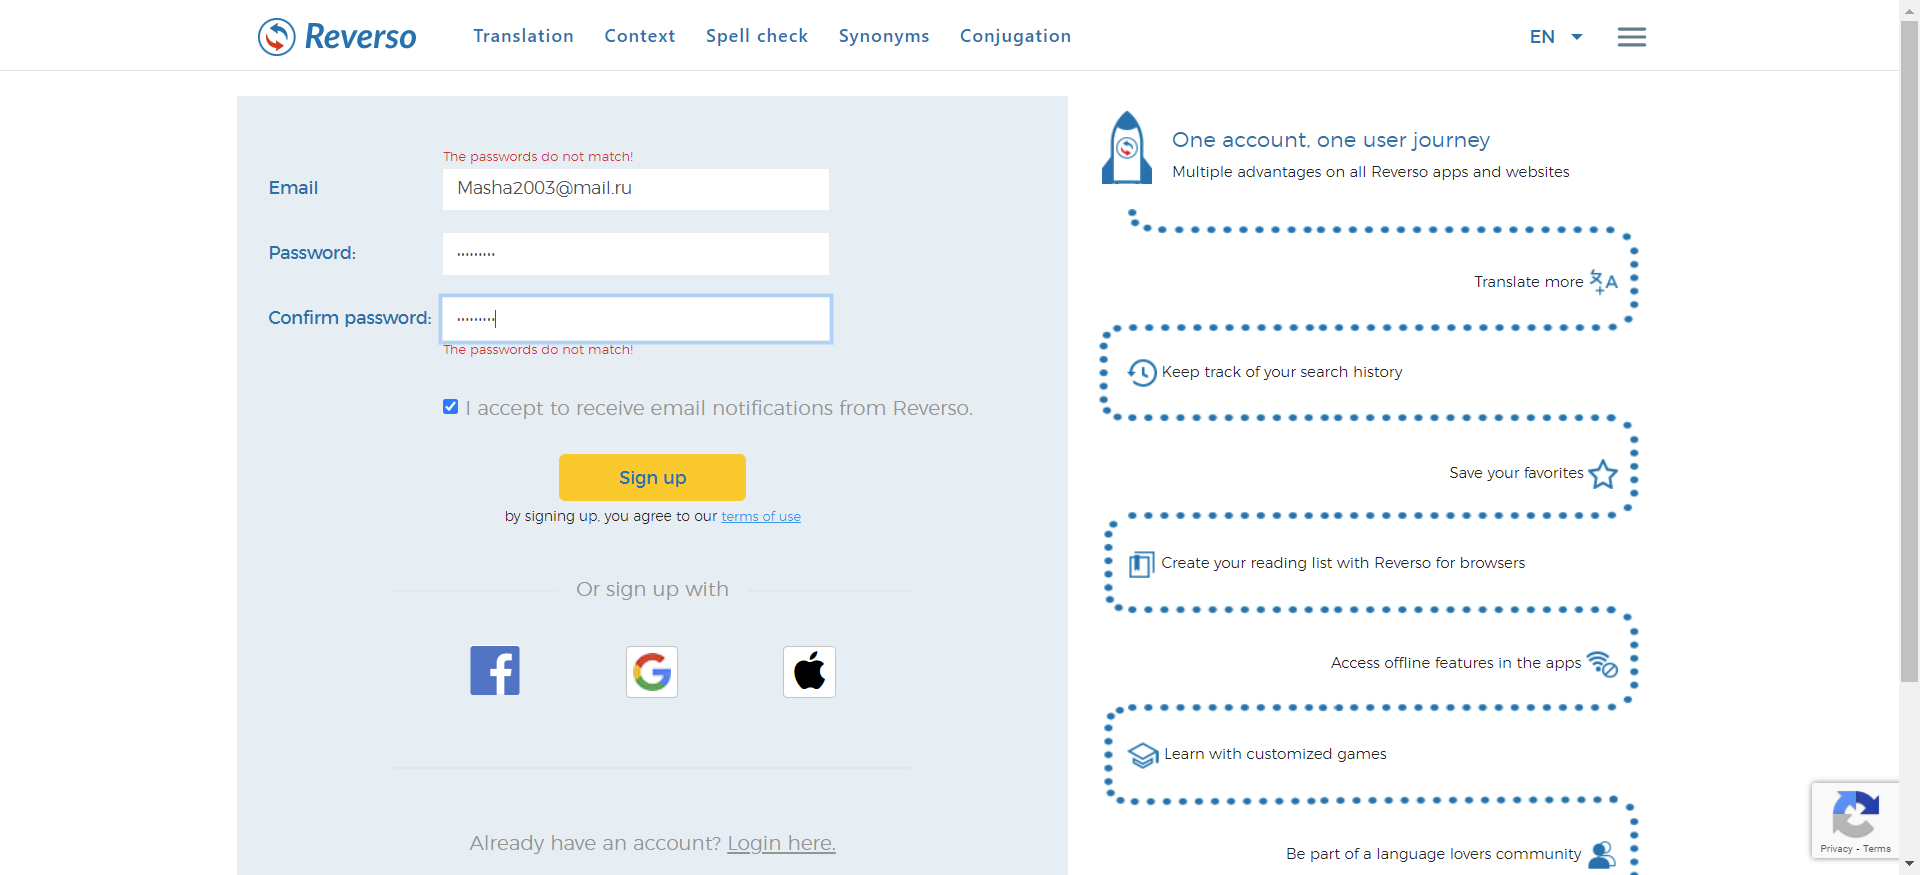 Reverso
Translation
Context
Spell check
Synonyms
Conjugation
EN
The passwords do not match!
Email
Masha2003@mail.ru
Password:
Confirm password:
The passwords do not match!
I accept to receive email notifications from Reverso.
Sign up
by signing up, you agree to our terms of use
Or sign up with
Already have an account? Login here.
One account, one user journey
Multiple advantages on all Reverso apps and websites
Translate more
Keep track of your search history
Save your favorites
Create your reading list with Reverso for browsers
Access offline features in the apps
Learn with customized games
Be part of a language lovers community
Privacy - Terms